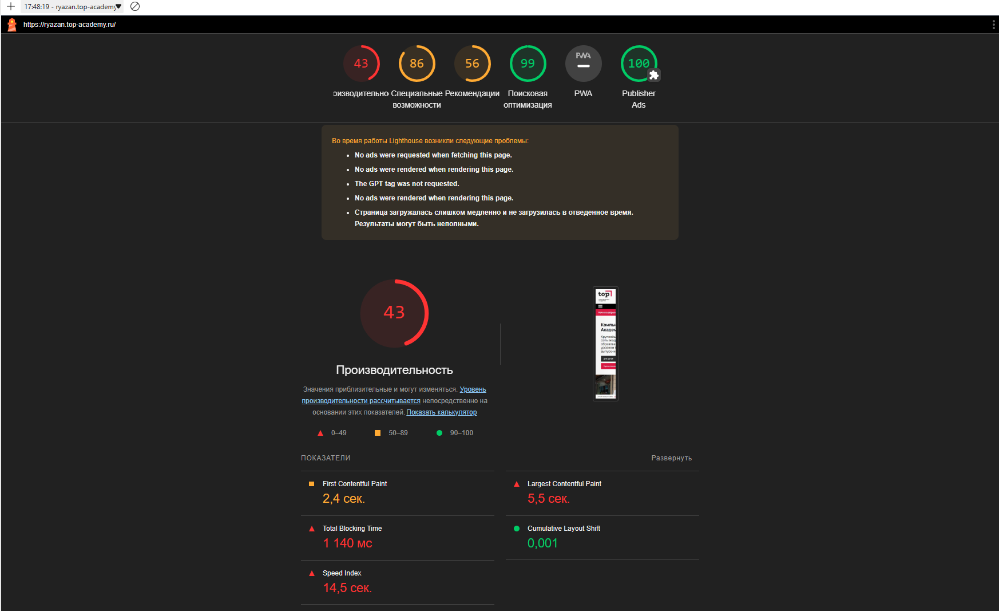 17:48:19 - ryazan.top-academy
https://ryazan.top-academy.ru/
43
86
56
99
PWA
100
оизводительно
Специальные
возможности
Рекомендации
Поисковая
оптимизация
PWA
Publisher
Ads
Во время работы Lighthouse возникли следующие проблемы:
No ads were requested when fetching this page.
No ads were rendered when rendering this page.
The GPT tag was not requested.
No ads were rendered when rendering this page.
Страница загружалась слишком медленно и не загрузилась в отведенное время.
Результаты могут быть неполными.
43
Производительность
Значения приблизительные и могут изменяться. Уровень
производительности рассчитывается непосредственно на
основании этих показателей. Показать калькулятор
0–49
50–89
90–100
top
Компы
Академ
Крупней
образова
уровнем
выпускн
ПОКАЗАТЕЛИ
Развернуть
First Contentful Paint
2,4 сек.
Largest Contentful Paint
5,5 сек.
Total Blocking Time
1 140 мс
Cumulative Layout Shift
0,001
Speed Index
14,5 сек.